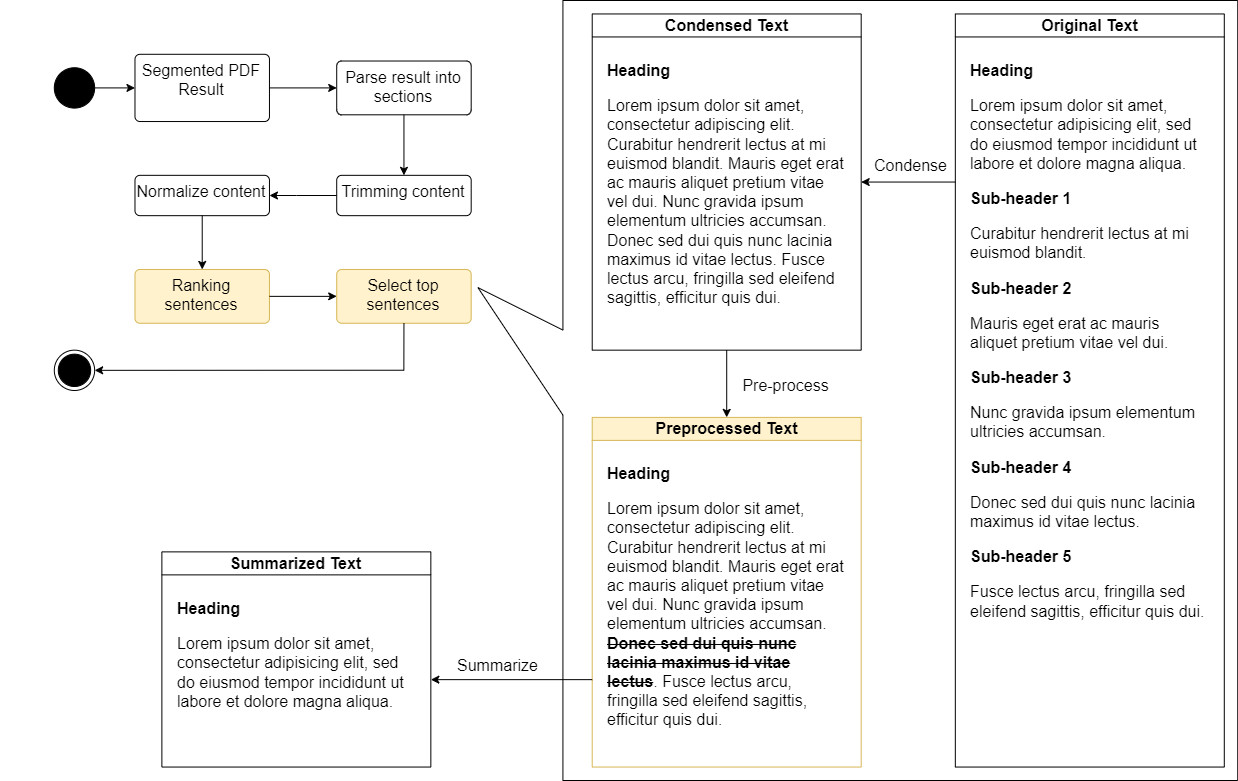 Segmented PDF
Result
Parse result into
sections
Trimming content
Normalize content
Ranking
sentences
Select top
sentences
Original Text
Heading
Lorem ipsum dolor sit amet,
consectetur adipisicing elit, sed
do eiusmod tempor incididunt ut
labore et dolore magna aliqua.
Sub-header 1
Curabitur hendrerit lectus at mi
euismod blandit.
Sub-header 2
Mauris eget erat ac mauris
aliquet pretium vitae vel dui.
Sub-header 3
Nunc gravida ipsum elementum
ultricies accumsan.
Sub-header 4
Donec sed dui quis nunc lacinia
maximus id vitae lectus.
Sub-header 5
Fusce lectus arcu, fringilla sed
eleifend sagittis, efficitur quis dui.
Condense
Condensed Text
Heading
Lorem ipsum dolor sit amet,
consectetur adipiscing elit.
Curabitur hendrerit lectus at mi
euismod blandit. Mauris eget erat
ac mauris aliquet pretium vitae
vel dui. Nunc gravida ipsum
elementum ultricies accumsan.
Donec sed dui quis nunc lacinia
maximus id vitae lectus. Fusce
lectus arcu, fringilla sed eleifend
sagittis, efficitur quis dui.
Pre-process
Preprocessed Text
Heading
Lorem ipsum dolor sit amet,
consectetur adipiscing elit.
Curabitur hendrerit lectus at mi
euismod blandit. Mauris eget erat
ac mauris aliquet pretium vitae
vel dui. Nunc gravida ipsum
elementum ultricies accumsan.
Donec sed dui quis nunc
lacinia maximus id vitae
lectus. Fusce lectus arcu,
fringilla sed eleifend sagittis,
efficitur quis dui.
Summarize
Summarized Text
Heading
Lorem ipsum dolor sit amet,
consectetur adipisicing elit, sed
do eiusmod tempor incididunt ut
labore et dolore magna aliqua.